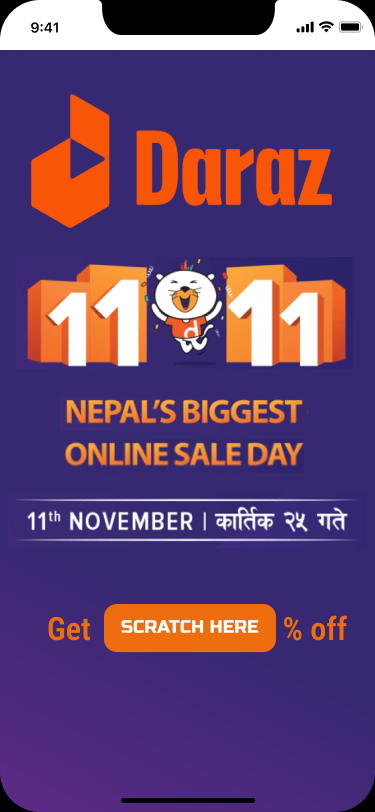 9:41
Daraz
11 11
NEPAL'S BIGGEST
ONLINE SALE DAY
11th NOVEMBER | कार्तिक २५ गते
Get SCRATCH HERE % off